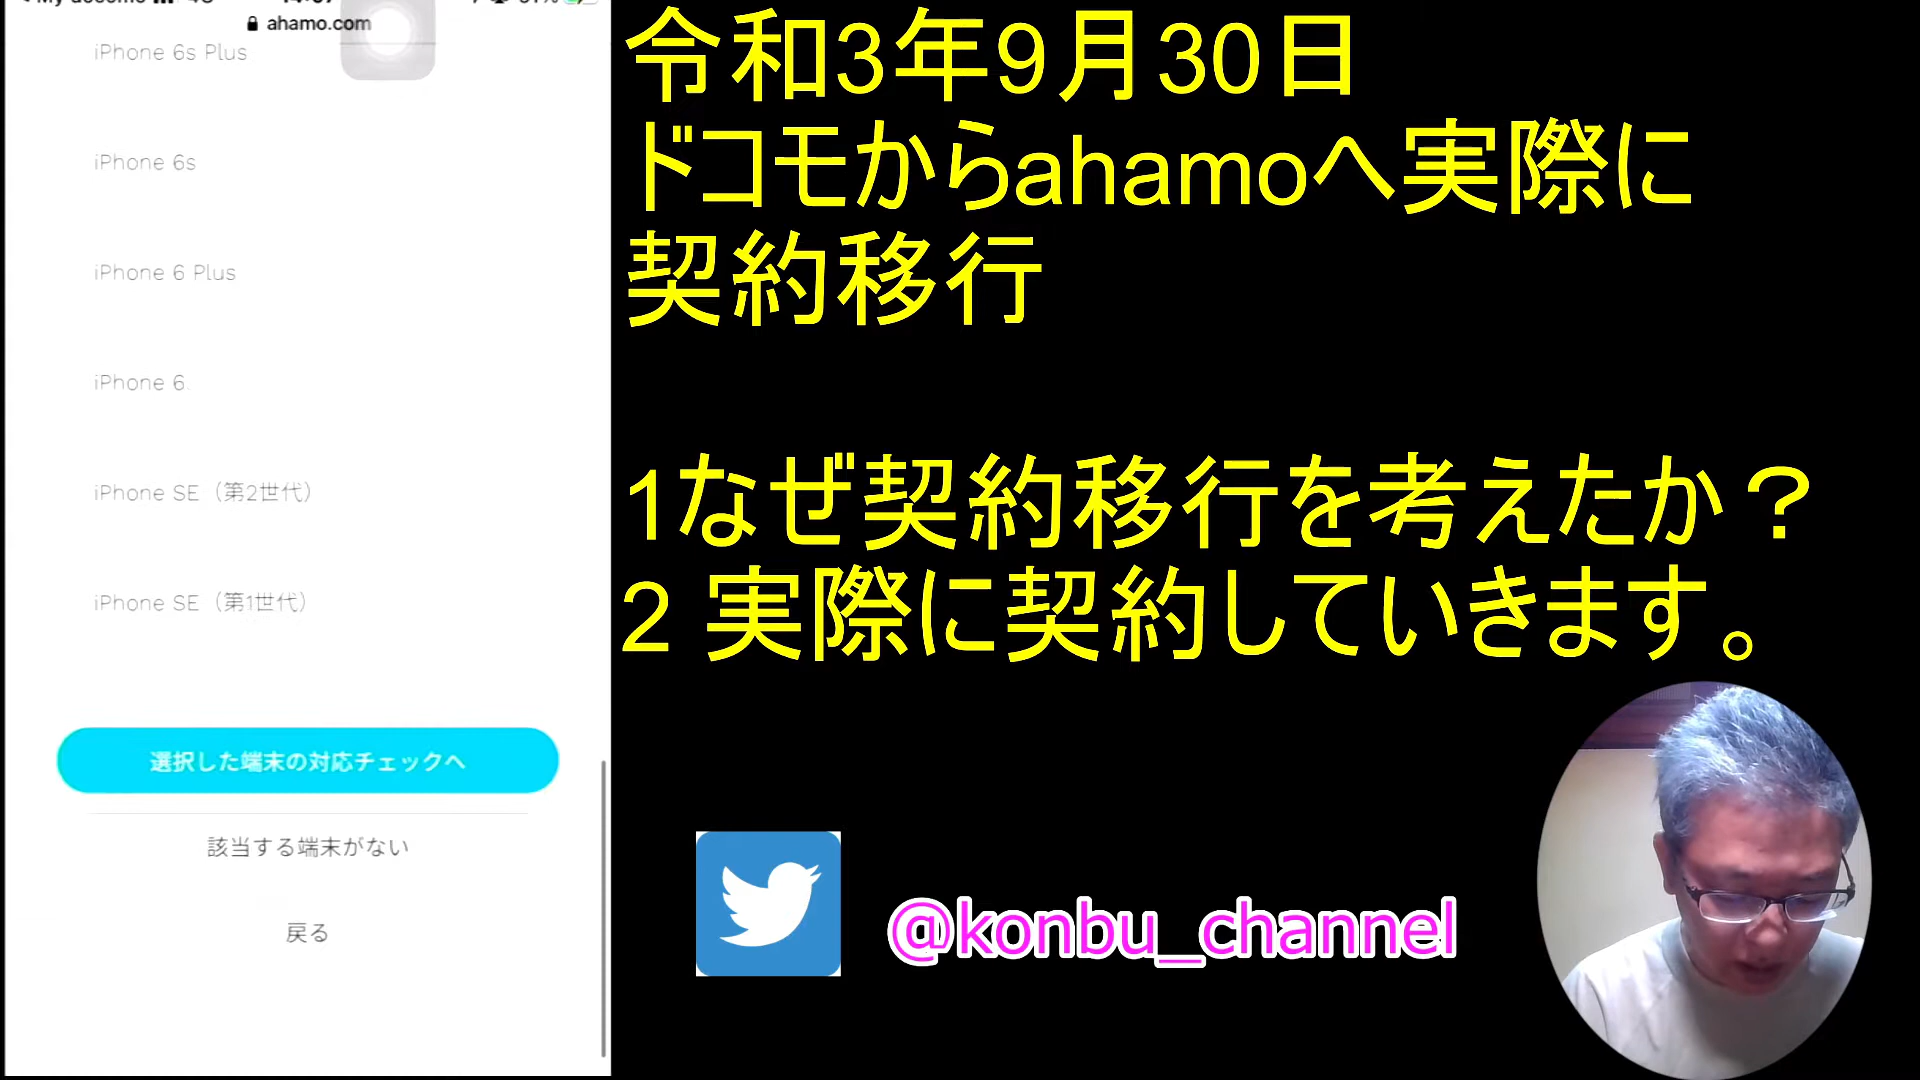 ahamo.com
iPhone 6s Plus
iPhone 6s
iPhone 6 Plus
iPhone 6
iPhone SE（第2世代）
iPhone SE（第1世代）
選択した端末の対応チェックへ
該当する端末がない
戻る
令和3年9月30日
ドコモからahamoへ実際に
契約移行
1なぜ契約移行を考えたか？
2 実際に契約していきます。
@konbu_channel